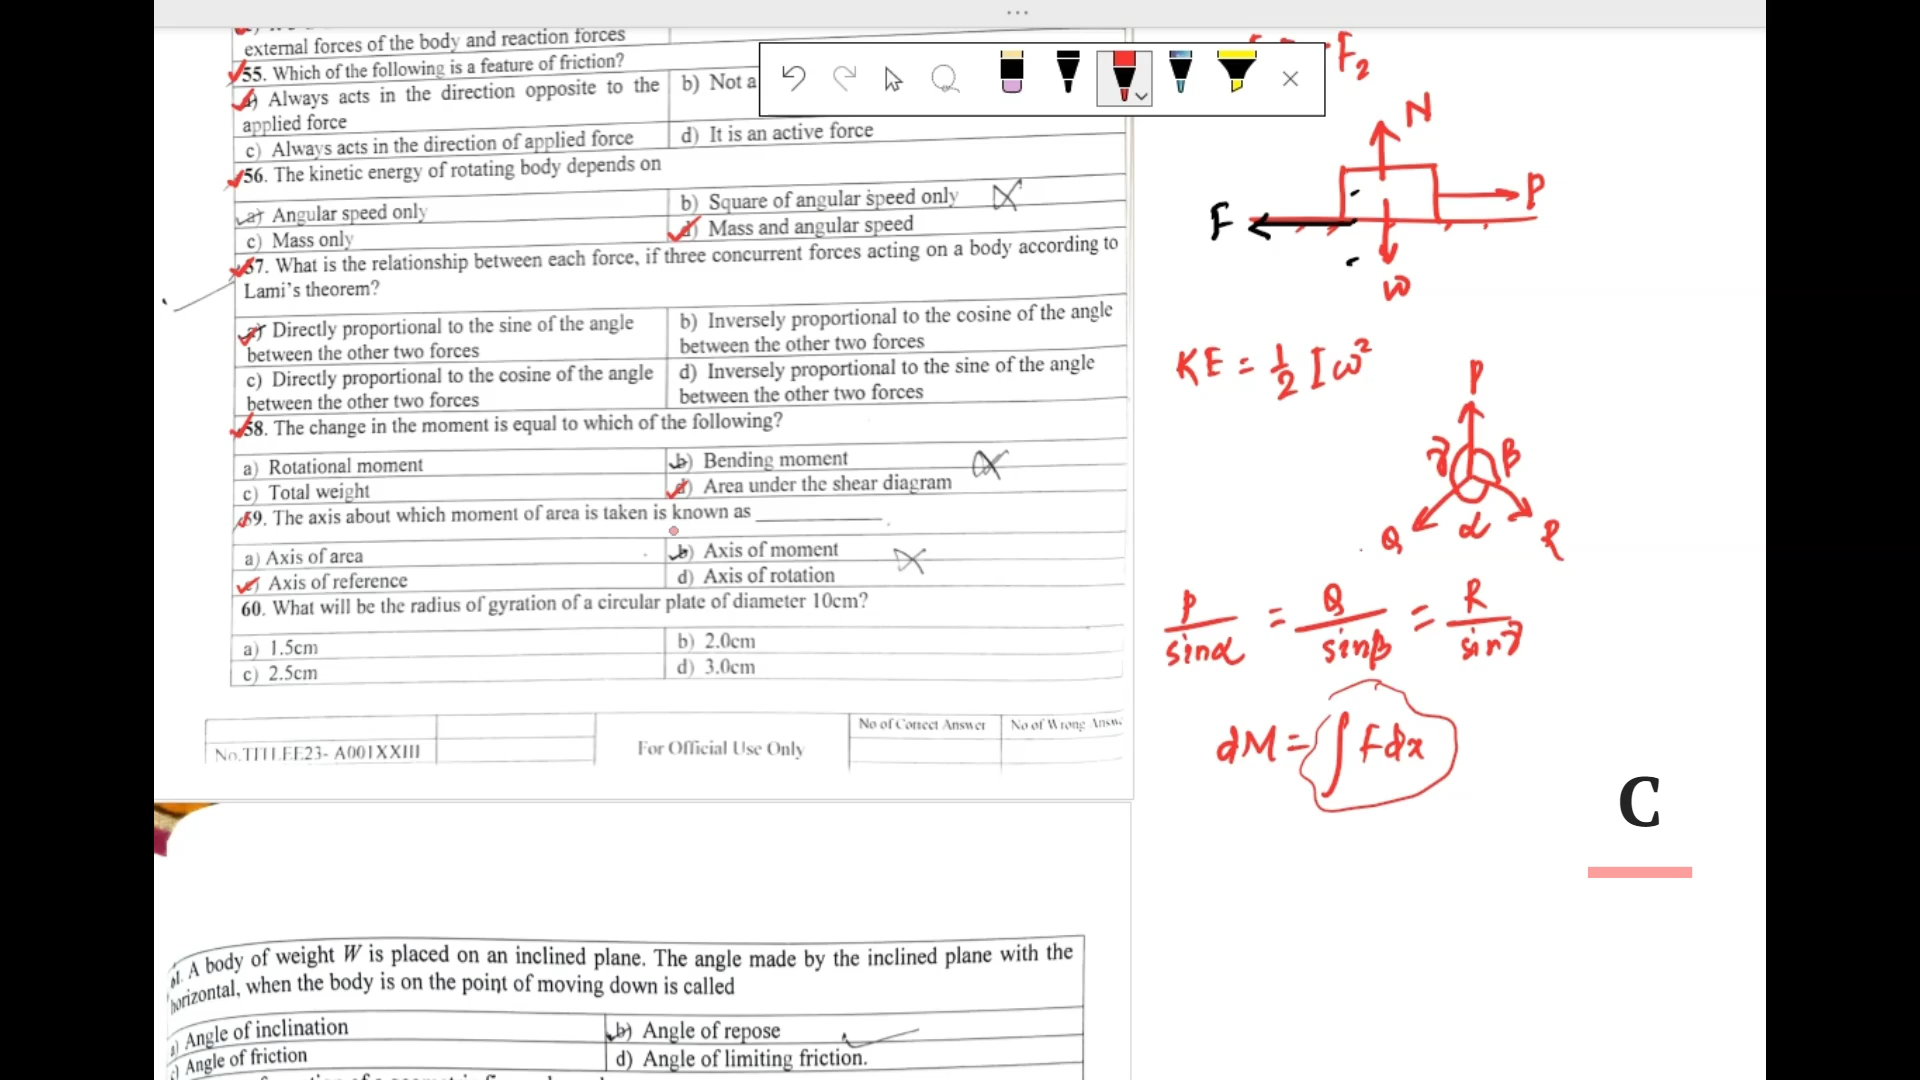 external forces of the body and reaction forces
55. Which of the following is a feature of friction?
a) Always acts in the direction opposite to the applied force
b) Not a
c) Always acts in the direction of applied force
d) It is an active force
56. The kinetic energy of rotating body depends on
a) Angular speed only
b) Square of angular speed only
c) Mass only
d) Mass and angular speed
57. What is the relationship between each force, if three concurrent forces acting on a body according to
Lami's theorem?
a) Directly proportional to the sine of the angle
between the other two forces
b) Inversely proportional to the cosine of the angle
between the other two forces
c) Directly proportional to the cosine of the angle
between the other two forces
d) Inversely proportional to the sine of the angle
between the other two forces
58. The change in the moment is equal to which of the following?
a) Rotational moment
b) Bending moment
c) Total weight
d) Area under the shear diagram
59. The axis about which moment of area is taken is known as ____________
a) Axis of area
b) Axis of moment
c) Axis of reference
d) Axis of rotation
60. What will be the radius of gyration of a circular plate of diameter 10cm?
a) 1.5cm
b) 2.0cm
c) 2.5cm
d) 3.0cm
For Official Use Only
No of Correct Answer
No of Wrong
61. A body of weight W is placed on an inclined plane. The angle made by the inclined plane with the
horizontal, when the body is on the point of moving down is called
a) Angle of inclination
b) Angle of repose
c) Angle of friction
d) Angle of limiting friction.
F2
N
P
F
W
KE = 1/2 Iω²
P
γ β
Q α R
P/sinα = Q/sinβ = R/sinγ
dM = ∫Fdx
C